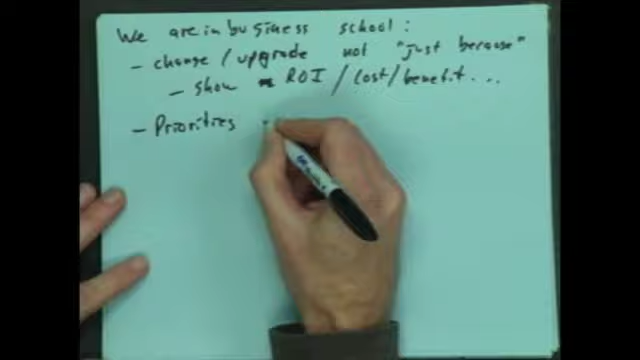 We are in business school:
- change/upgrade not "just because"
- show ROI / cost/benefit...
- Priorities